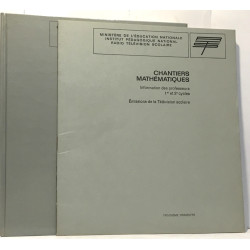 MINISTÈRE DE L'ÉDUCATION NATIONALE
INSTITUT PÉDAGOGIQUE NATIONAL
RADIO TÉLÉVISION SCOLAIRE
CHANTIERS
MATHÉMATIQUES
Information des professeurs
1er et 2e cycles
Émissions de la Télévision scolaire